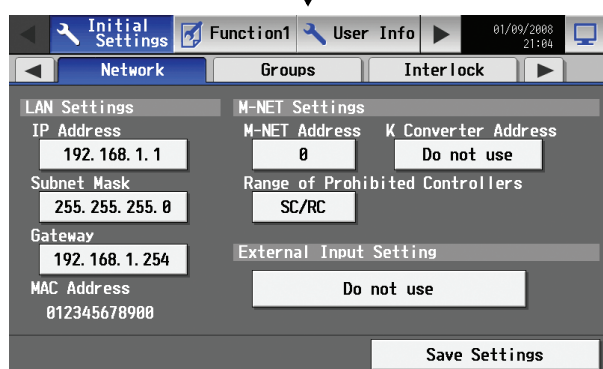 Initial Settings
Function1
User Info
01/09/2008
21:04
Network
Groups
Interlock
LAN Settings
IP Address
192.168.1.1
Subnet Mask
255.255.255.0
Gateway
192.168.1.254
MAC Address
012345678900
M-NET Settings
M-NET Address
K Converter Address
0
Do not use
Range of Prohibited Controllers
SC/RC
External Input Setting
Do not use
Save Settings